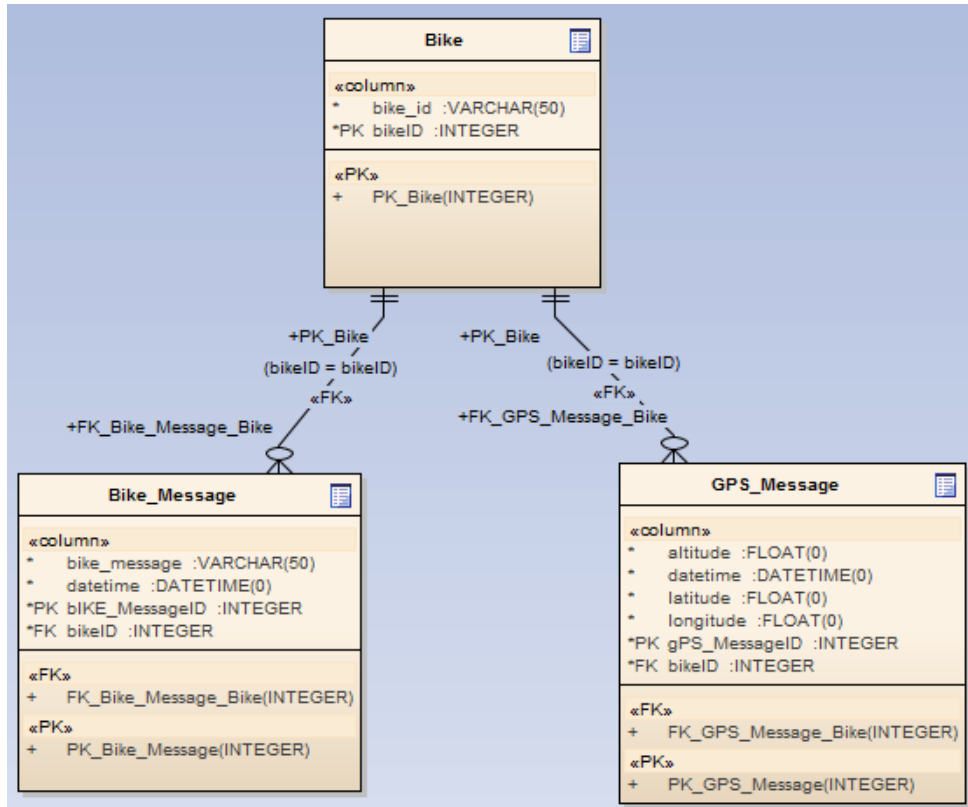 Bike
«column»
* bike_id :VARCHAR(50)
*PK bikeID :INTEGER
«PK»
+ PK_Bike(INTEGER)
+PK_Bike
(bikeID = bikeID)
«FK»
+FK_Bike_Message_Bike
+PK_Bike
(bikeID = bikeID)
«FK»
+FK_GPS_Message_Bike
Bike_Message
«column»
* bike_message :VARCHAR(50)
* datetime :DATETIME(0)
*PK bIKE_MessageID :INTEGER
*FK bikeID :INTEGER
«FK»
+ FK_Bike_Message_Bike(INTEGER)
«PK»
+ PK_Bike_Message(INTEGER)
GPS_Message
«column»
* altitude :FLOAT(0)
* datetime :DATETIME(0)
* latitude :FLOAT(0)
* longitude :FLOAT(0)
*PK gPS_MessageID :INTEGER
*FK bikeID :INTEGER
«FK»
+ FK_GPS_Message_Bike(INTEGER)
«PK»
+ PK_GPS_Message(INTEGER)